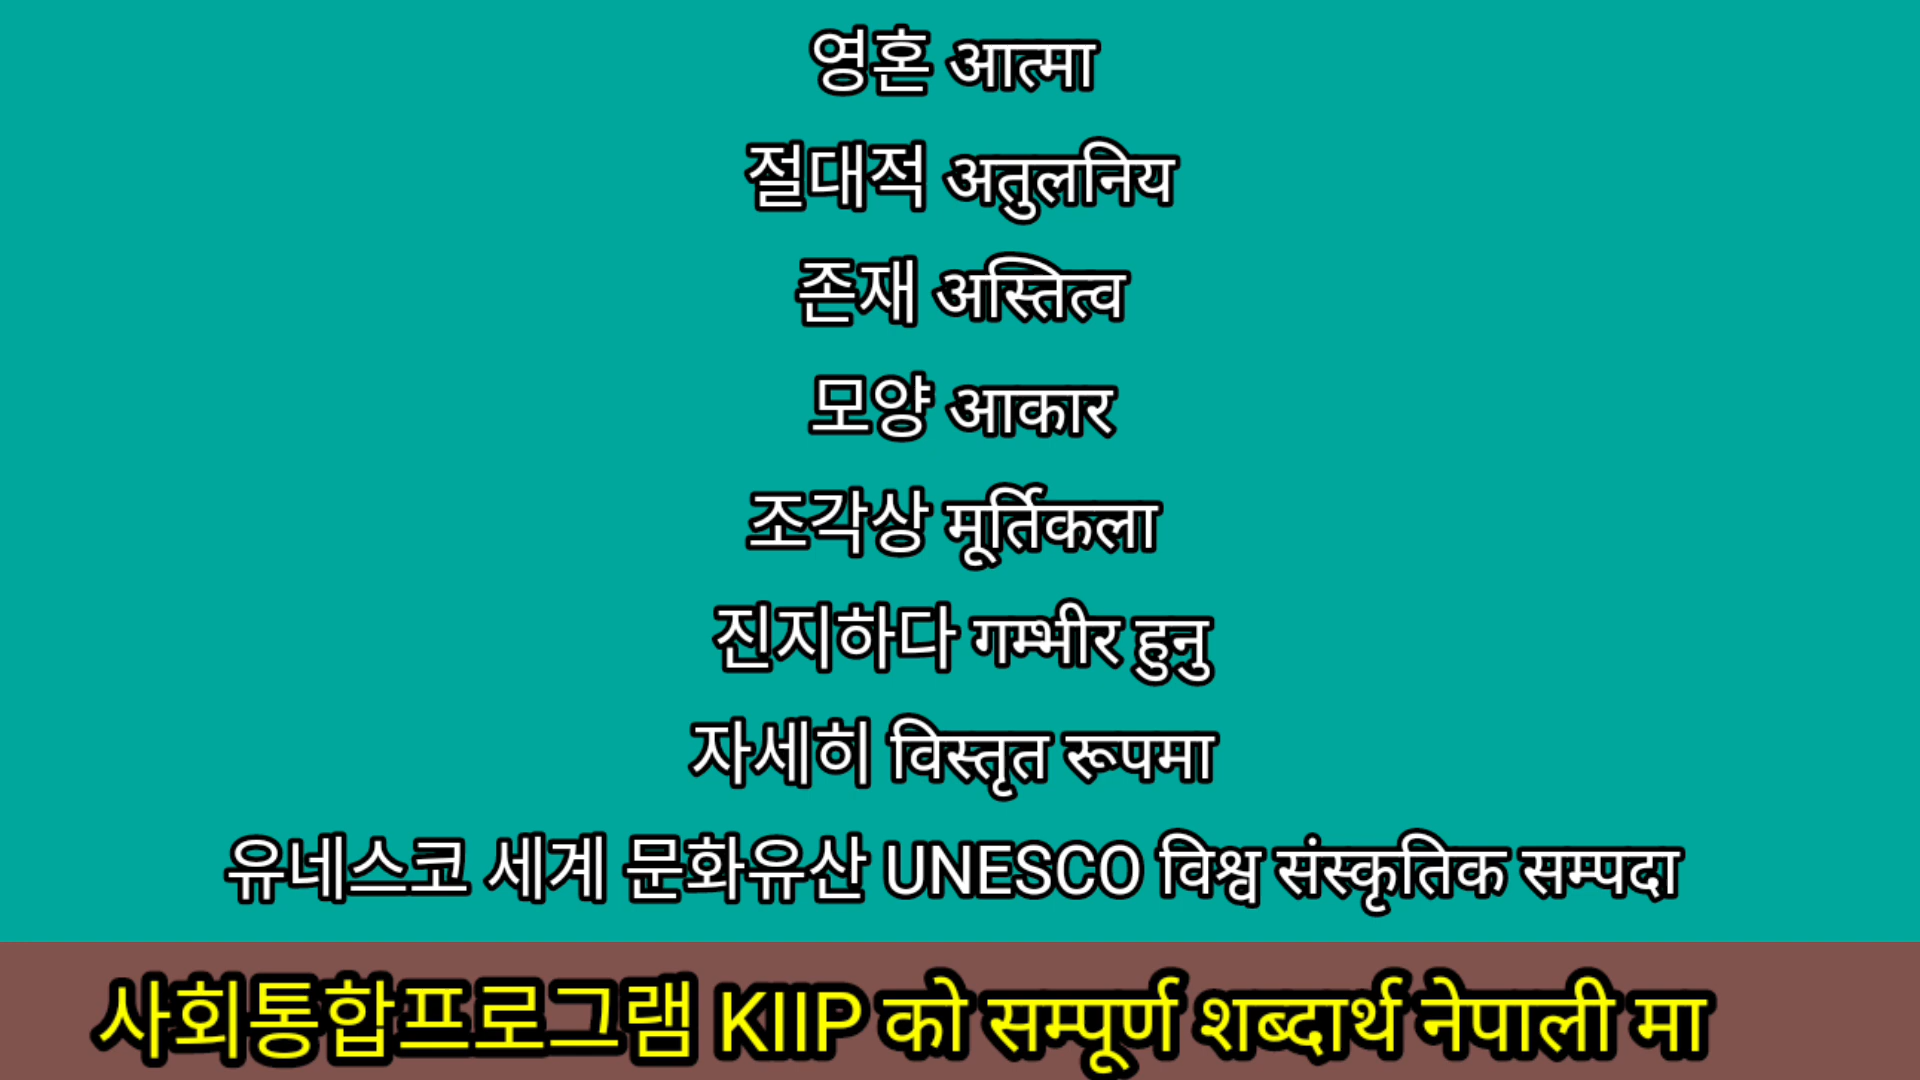 영혼 आत्मा
절대적 अतुलनिय
존재 अस्तित्व
모양 आकार
조각상 मूर्तिकला
진지하다 गम्भीर हुनु
자세히 विस्तृत रूपमा
유네스코 세계 문화유산 UNESCO विश्व संस्कृतिक सम्पदा
사회통합프로그램 KIIP को सम्पूर्ण शब्दार्थ नेपाली मा